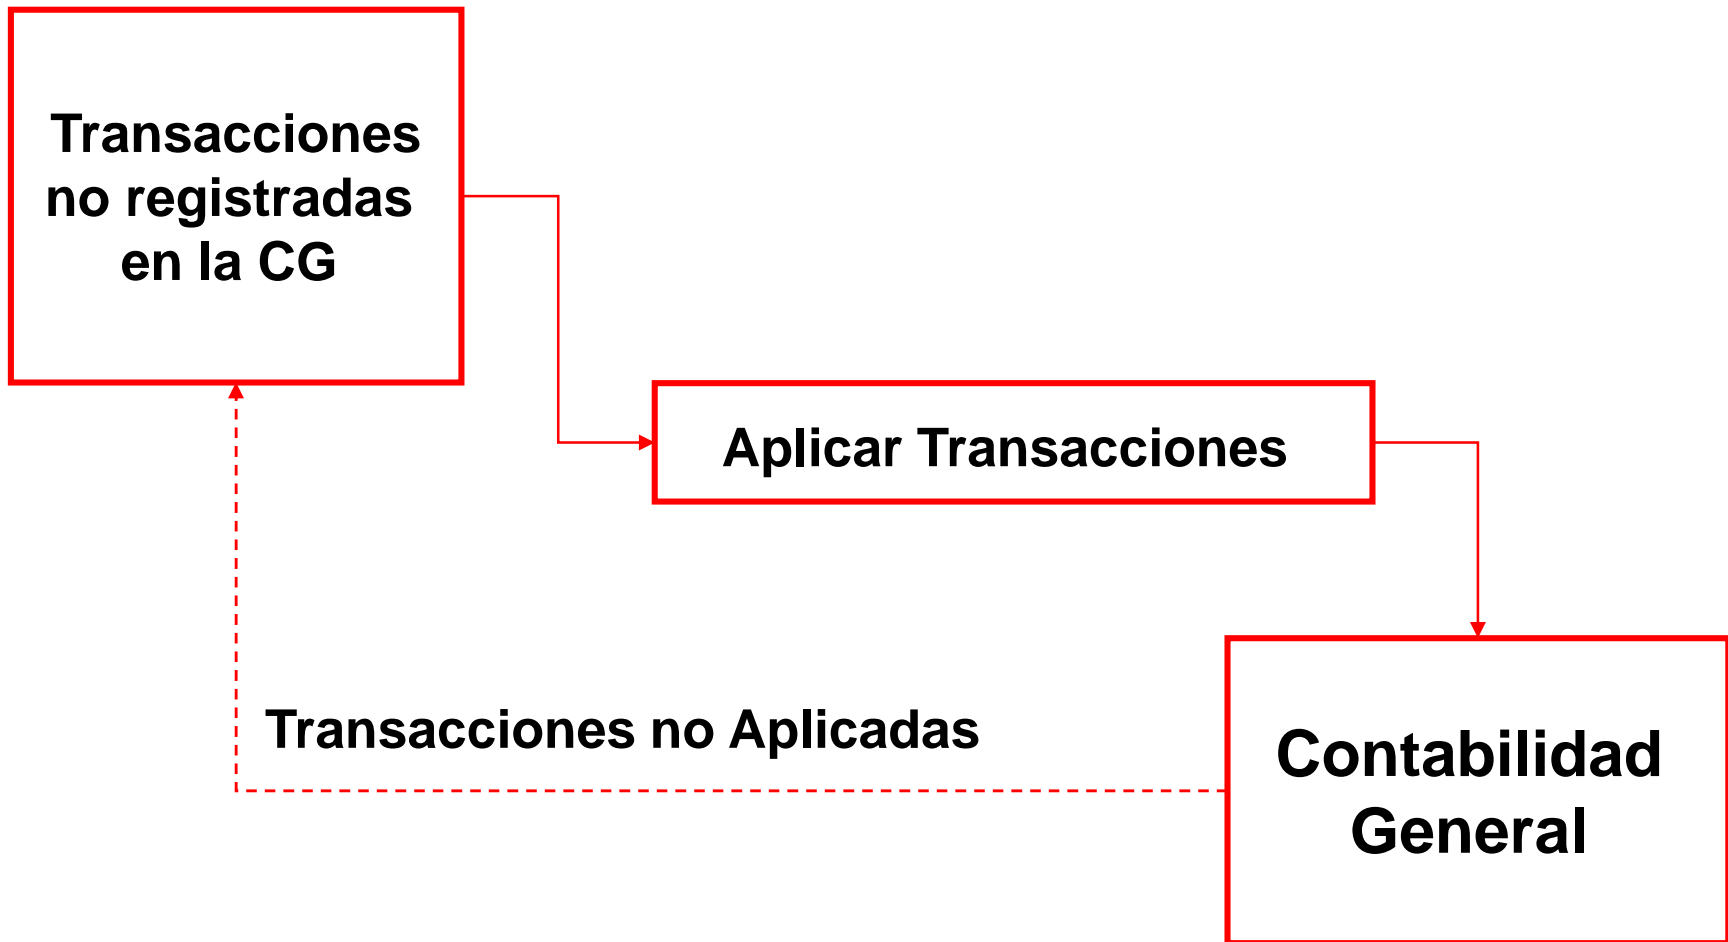 Transacciones
no registradas
en la CG
Aplicar Transacciones
Transacciones no Aplicadas
Contabilidad
General